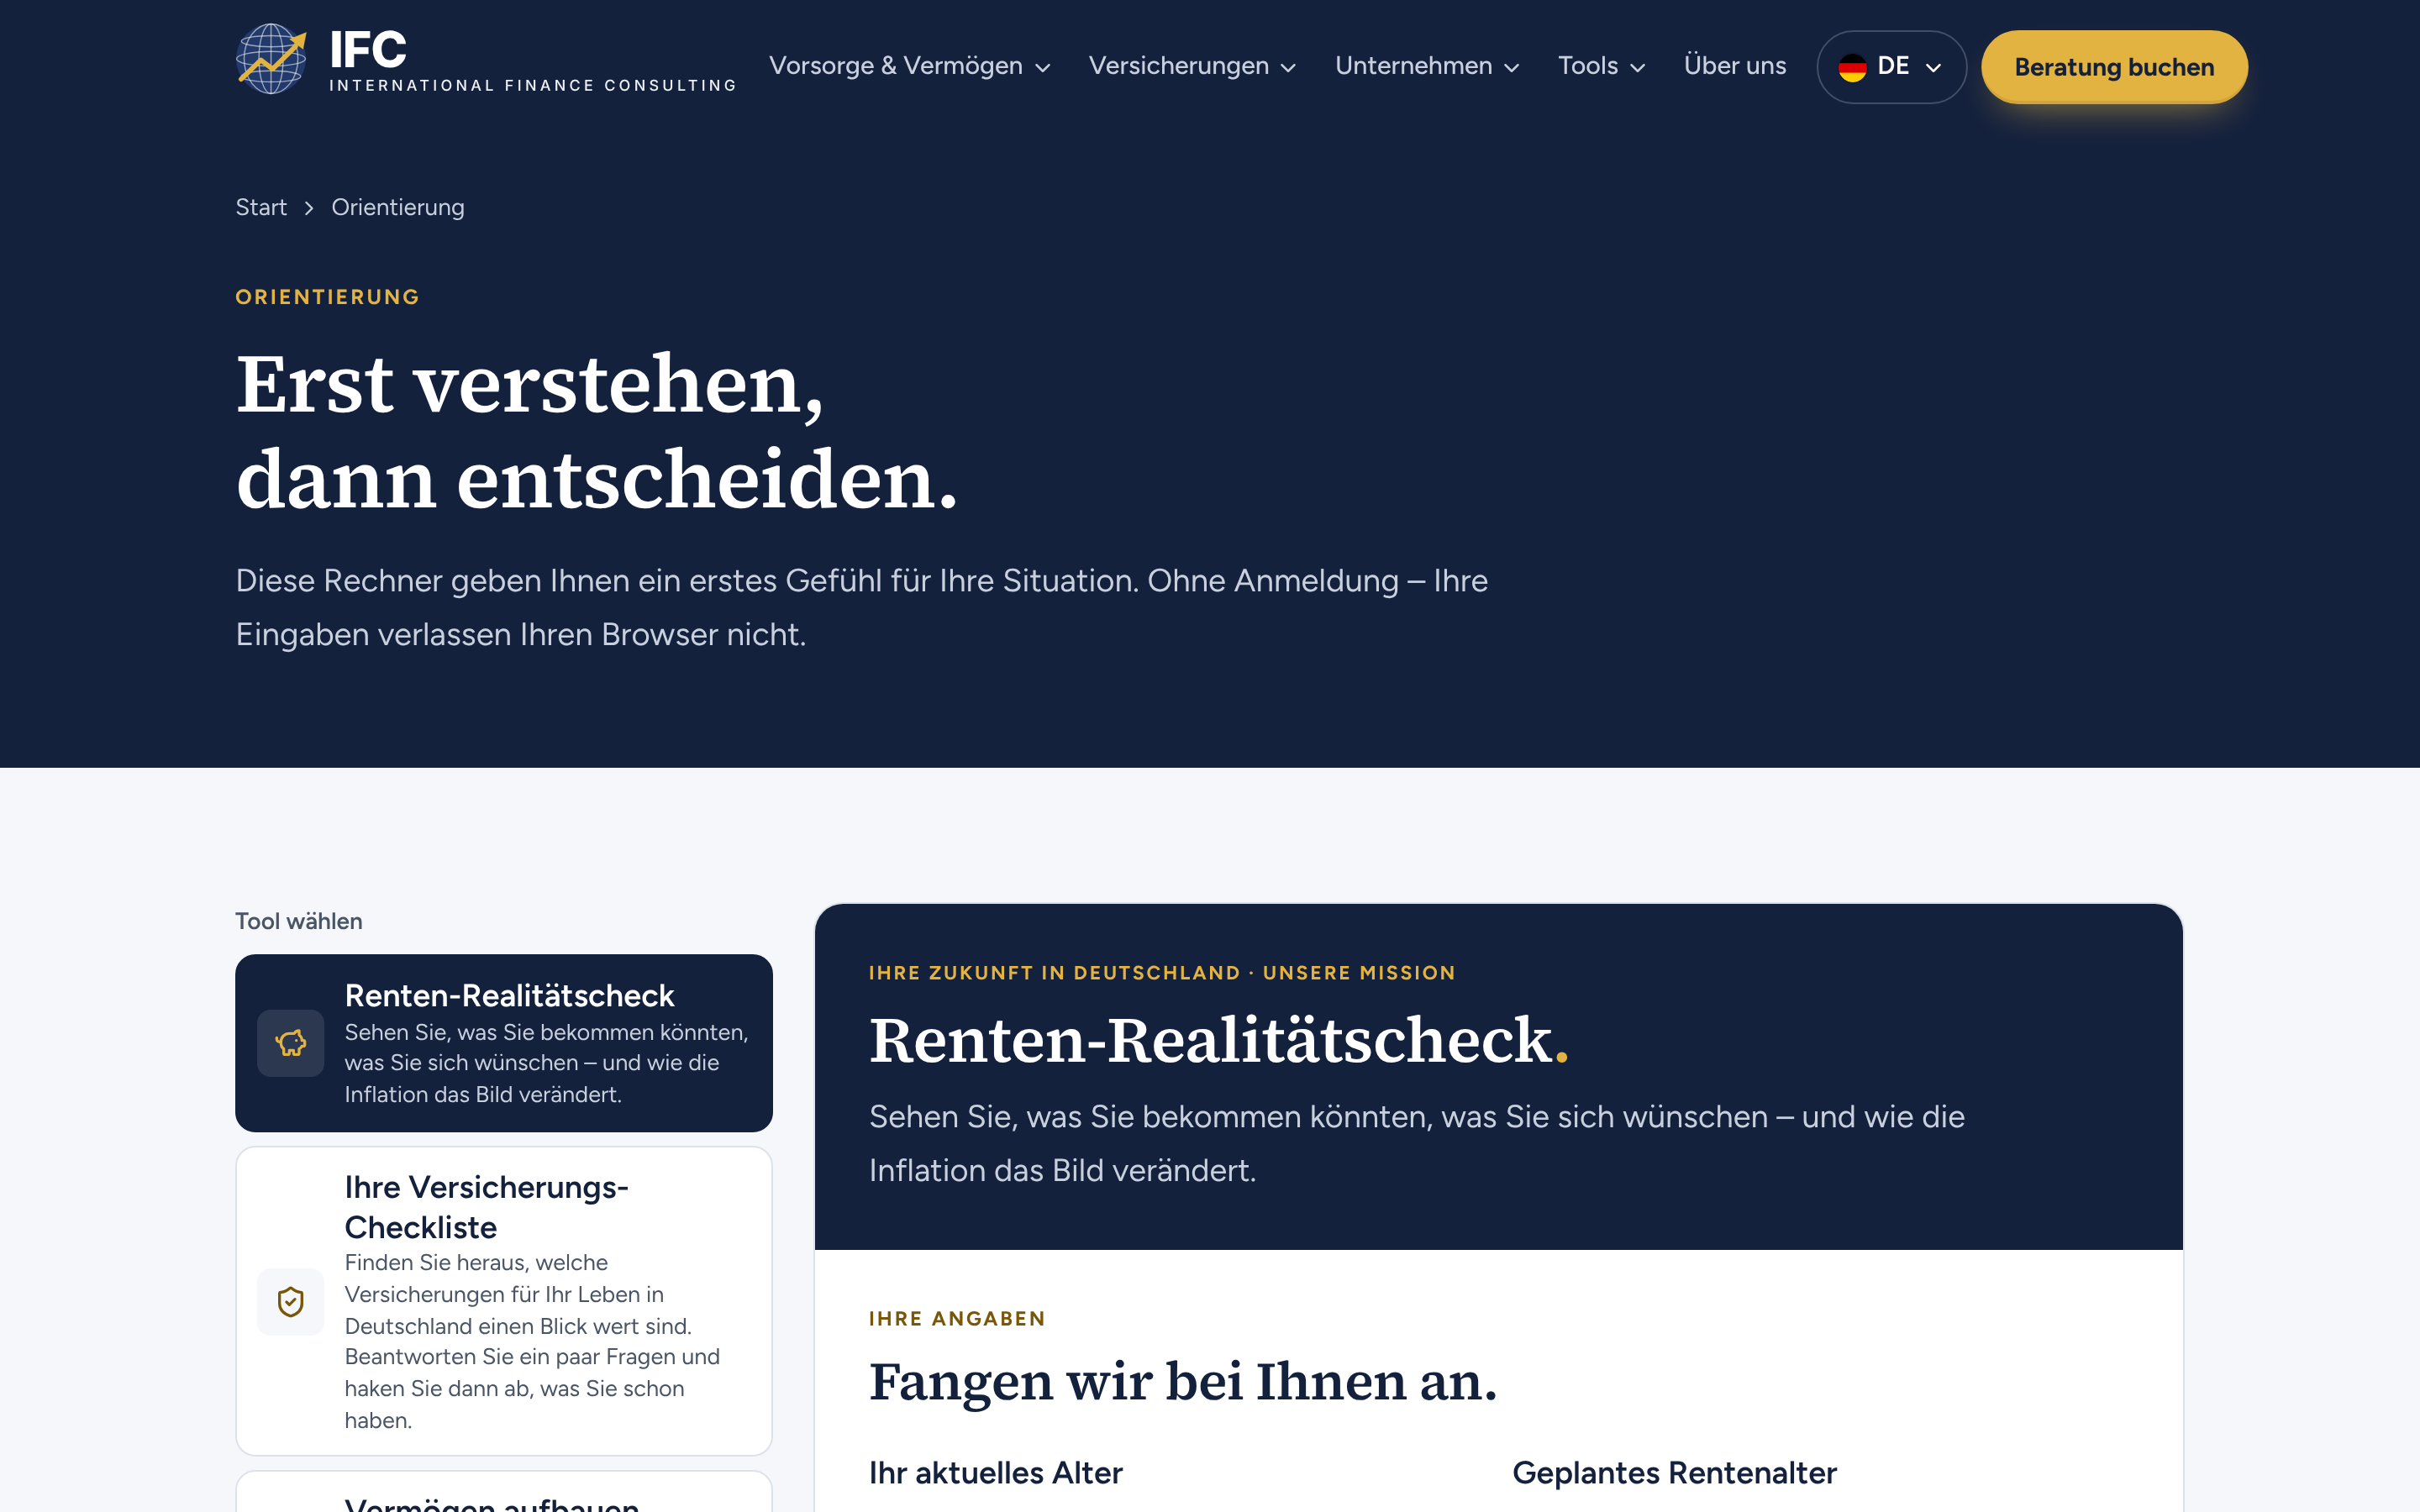 IFC
INTERNATIONAL FINANCE CONSULTING
Vorsorge & Vermögen
Versicherungen
Unternehmen
Tools
Über uns
DE
Beratung buchen
Start
Orientierung
ORIENTIERUNG
Erst verstehen,
dann entscheiden.
Diese Rechner geben Ihnen ein erstes Gefühl für Ihre Situation. Ohne Anmeldung – Ihre
Eingaben verlassen Ihren Browser nicht.
Tool wählen
Renten-Realitätscheck
Sehen Sie, was Sie bekommen könnten,
was Sie sich wünschen – und wie die
Inflation das Bild verändert.
Ihre Versicherungs-
Checkliste
Finden Sie heraus, welche
Versicherungen für Ihr Leben in
Deutschland einen Blick wert sind.
Beantworten Sie ein paar Fragen und
haken Sie dann ab, was Sie schon
haben.
Vermögen aufbauen
IHRE ZUKUNFT IN DEUTSCHLAND · UNSERE MISSION
Renten-Realitätscheck.
Sehen Sie, was Sie bekommen könnten, was Sie sich wünschen – und wie die
Inflation das Bild verändert.
IHRE ANGABEN
Fangen wir bei Ihnen an.
Ihr aktuelles Alter
Geplantes Rentenalter